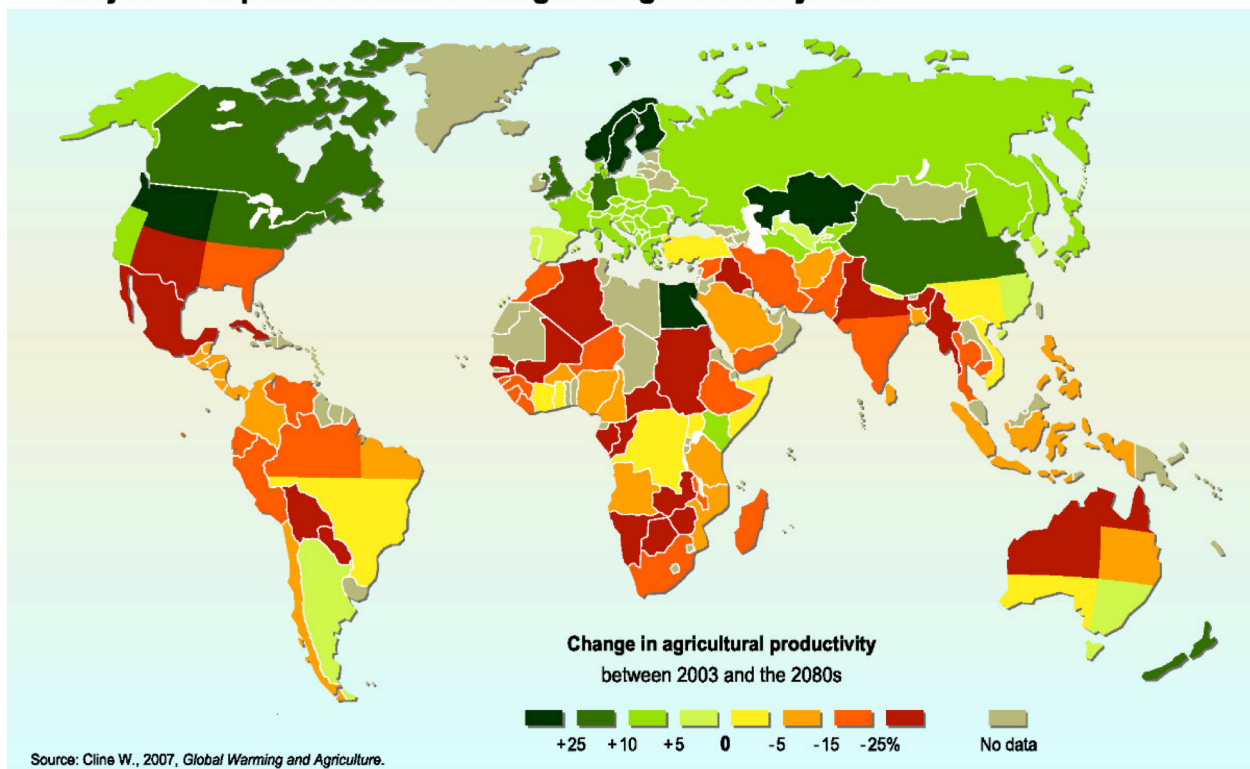 Change in agricultural productivity
between 2003 and the 2080s
+25 +10 +5 0 -5 -15 -25% No data
Source: Cline W., 2007, Global Warming and Agriculture.